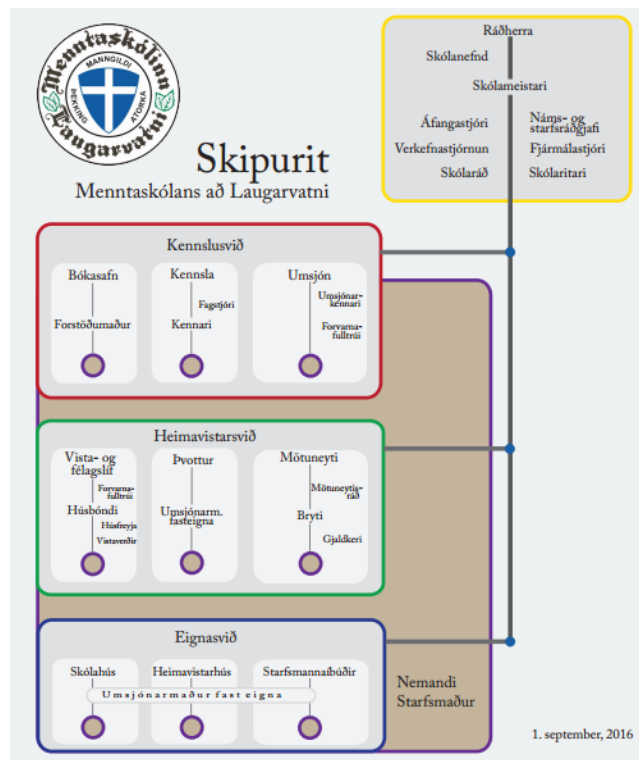 Menntaskólinn
MANNGILDI
ÞEKKING
ATORKA
Laugarvatni
Skipurit
Menntaskólans að Laugarvatni
Ráðherra
Skólanefnd
Skólameistari
Áfangastjóri
Náms- og
starfsráðgjafi
Verkefnastjórnun
Fjármálastjóri
Skólaráð
Skólaritari
Kennslusvið
Bókasafn
Forstöðumaður
Kennsla
Fagstjóri
Kennari
Umsjón
Umsjónar-
kennari
Forvarna-
fulltrúi
Heimavistarsvið
Vista- og
félagslíf
Forvarna-
fulltrúi
Húsbóndi
Húsfreyja
Vistaverðir
Þvottur
Umsjónarm.
fasteigna
Mötuneyti
Mötuneytis-
ráð
Bryti
Gjaldkeri
Eignasvið
Skólahús
Heimavistarhús
Starfsmannaíbúðir
Umsjónarmaður fast eigna
Nemandi
Starfsmaður
1. september, 2016